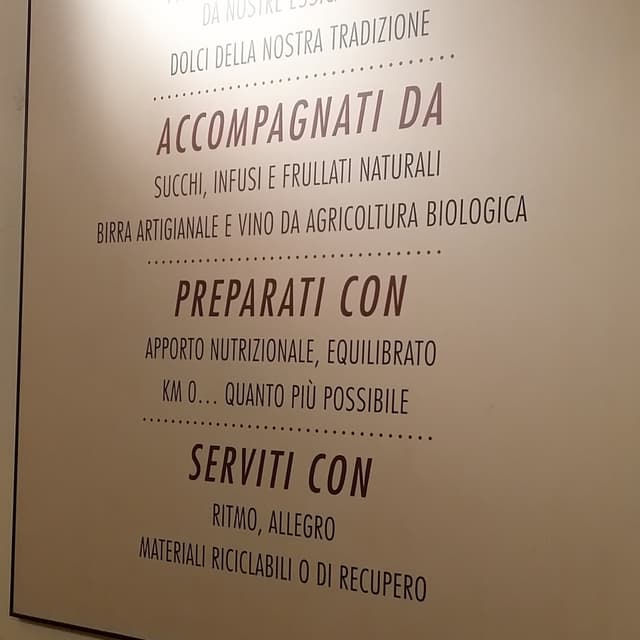 DA NOSTRE
DOLCI DELLA NOSTRA TRADIZIONE
ACCOMPAGNATI DA
SUCCHI, INFUSI E FRULLATI NATURALI
BIRRA ARTIGIANALE E VINO DA AGRICOLTURA BIOLOGICA
PREPARATI CON
APPORTO NUTRIZIONALE, EQUILIBRATO
KM 0... QUANTO PIÙ POSSIBILE
SERVITI CON
RITMO, ALLEGRO
MATERIALI RICICLABILI O DI RECUPERO